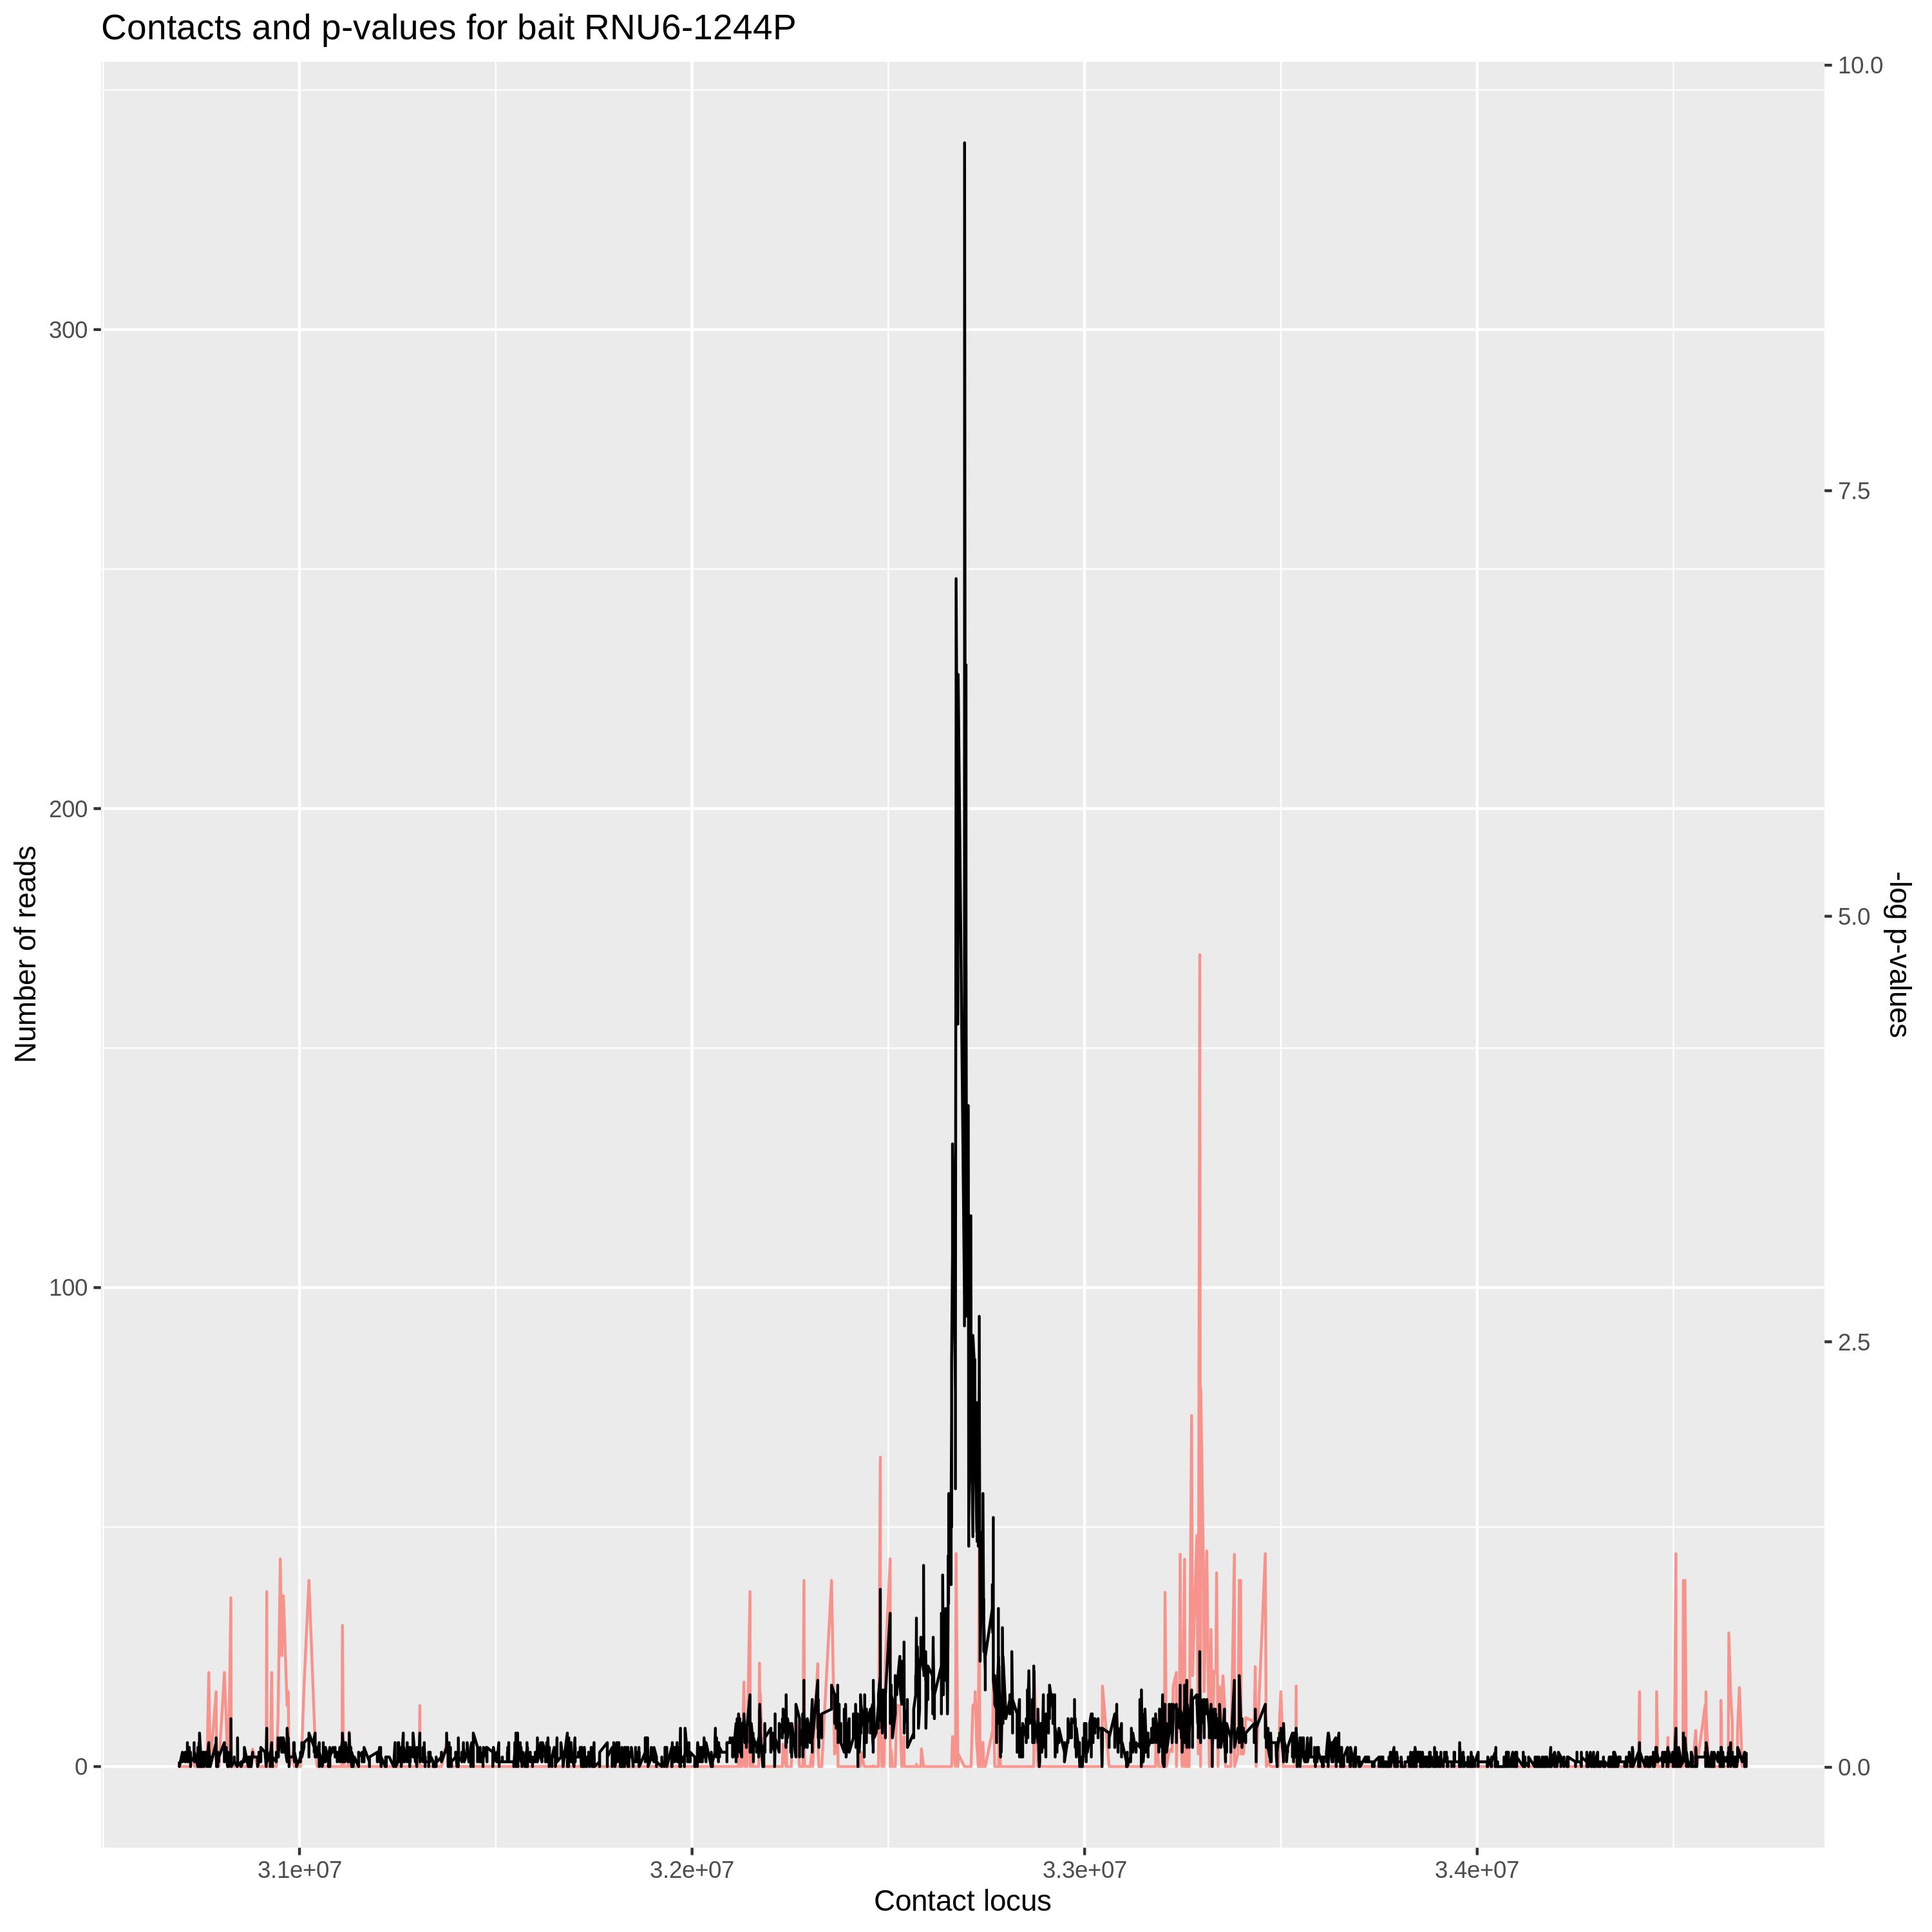 Contacts and p-values for bait RNU6-1244P
10.0
300
7.5
200
5.0
Number of reads
-log p-values
100
2.5
0
0.0
3.1e+07
3.2e+07
3.3e+07
3.4e+07
Contact locus